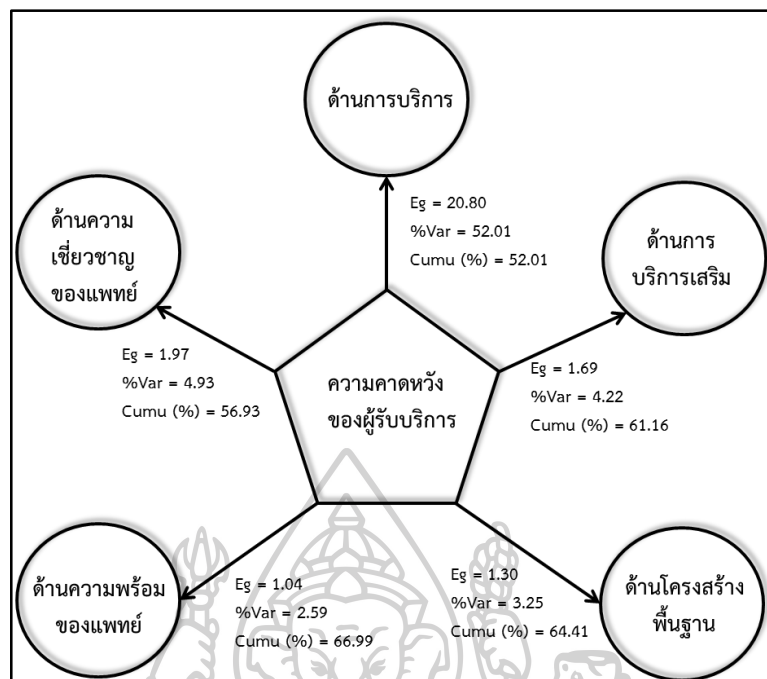 ด้านการบริการ
Eg = 20.80
%Var = 52.01
Cumu (%) = 52.01
ด้านความ
เชี่ยวชาญ
ของแพทย์
Eg = 1.97
%Var = 4.93
Cumu (%) = 56.93
ด้านการ
บริการเสริม
Eg = 1.69
%Var = 4.22
Cumu (%) = 61.16
ความคาดหวัง
ของผู้รับบริการ
ด้านความพร้อม
ของแพทย์
Eg = 1.04
%Var = 2.59
Cumu (%) = 66.99
Eg = 1.30
%Var = 3.25
Cumu (%) = 64.41
ด้านโครงสร้าง
พื้นฐาน